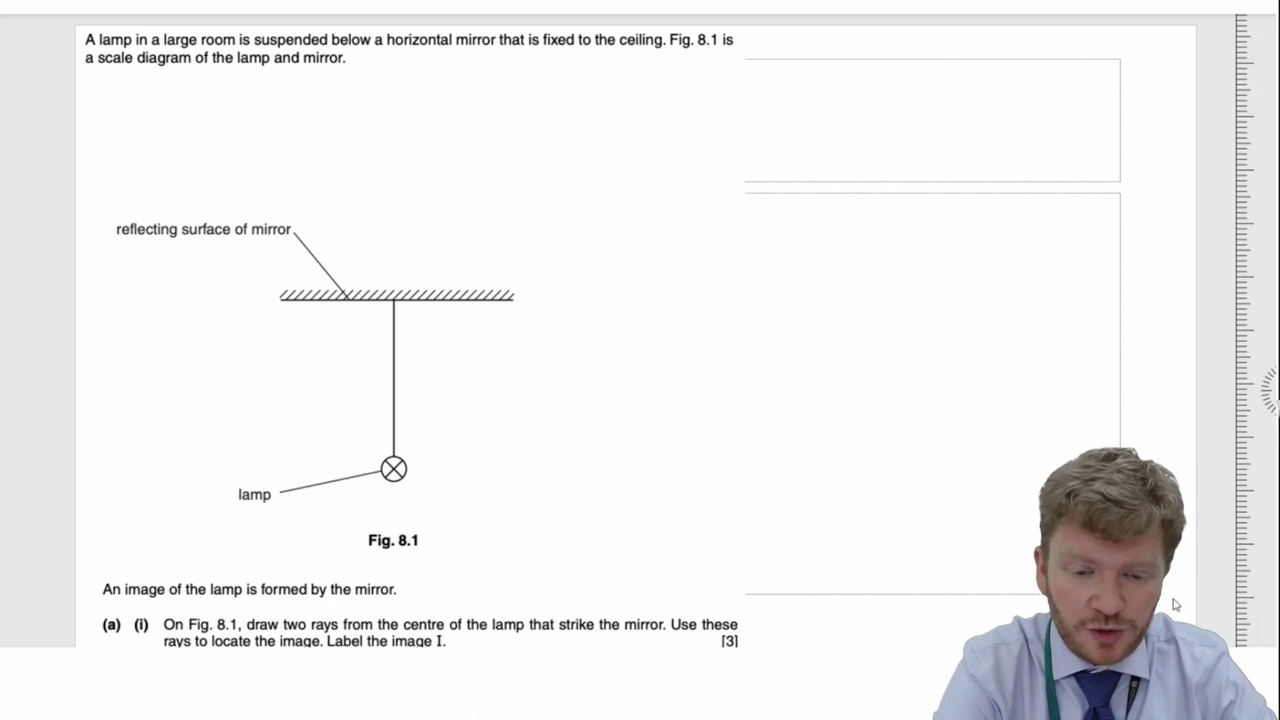 A lamp in a large room is suspended below a horizontal mirror that is fixed to the ceiling. Fig. 8.1 is
a scale diagram of the lamp and mirror.
reflecting surface of mirror
lamp
Fig. 8.1
An image of the lamp is formed by the mirror.
(a) (i) On Fig. 8.1, draw two rays from the centre of the lamp that strike the mirror. Use these
rays to locate the image. Label the image I. [3]